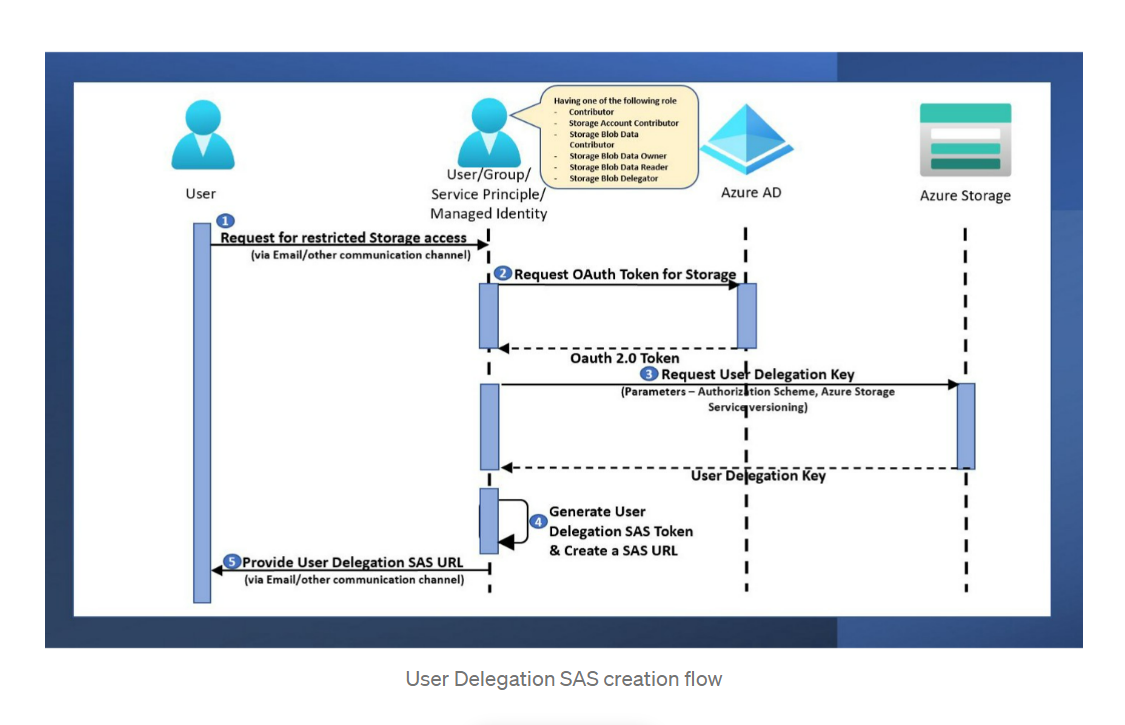 Having one of the following role
- Contributor
- Storage Account Contributor
- Storage Blob Data
Contributor
- Storage Blob Data Owner
- Storage Blob Data Reader
- Storage Blob Delegator
User
User/Group/
Service Principle/
Managed Identity
Azure AD
Azure Storage
1
Request for restricted Storage access
(via Email/other communication channel)
2 Request OAuth Token for Storage
Oauth 2.0 Token
3 Request User Delegation Key
(Parameters – Authorization Scheme, Azure Storage
Service versioning)
User Delegation Key
4
Generate User
Delegation SAS Token
& Create a SAS URL
5 Provide User Delegation SAS URL
(via Email/other communication channel)
User Delegation SAS creation flow